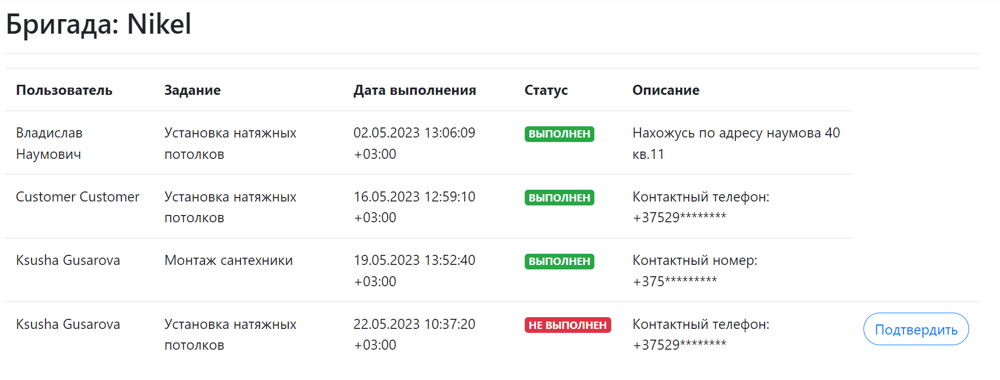 Бригада: Nikel
Пользователь Задание Дата выполнения Статус Описание
Владислав Наумович Установка натяжных потолков 02.05.2023 13:06:09 +03:00 ВЫПОЛНЕН Нахожусь по адресу наумова 40 кв.11
Customer Customer Установка натяжных потолков 16.05.2023 12:59:10 +03:00 ВЫПОЛНЕН Контактный телефон: +37529********
Ksusha Gusarova Монтаж сантехники 19.05.2023 13:52:40 +03:00 ВЫПОЛНЕН Контактный номер: +375*********
Ksusha Gusarova Установка натяжных потолков 22.05.2023 10:37:20 +03:00 НЕ ВЫПОЛНЕН Контактный телефон: +37529******** Подтвердить